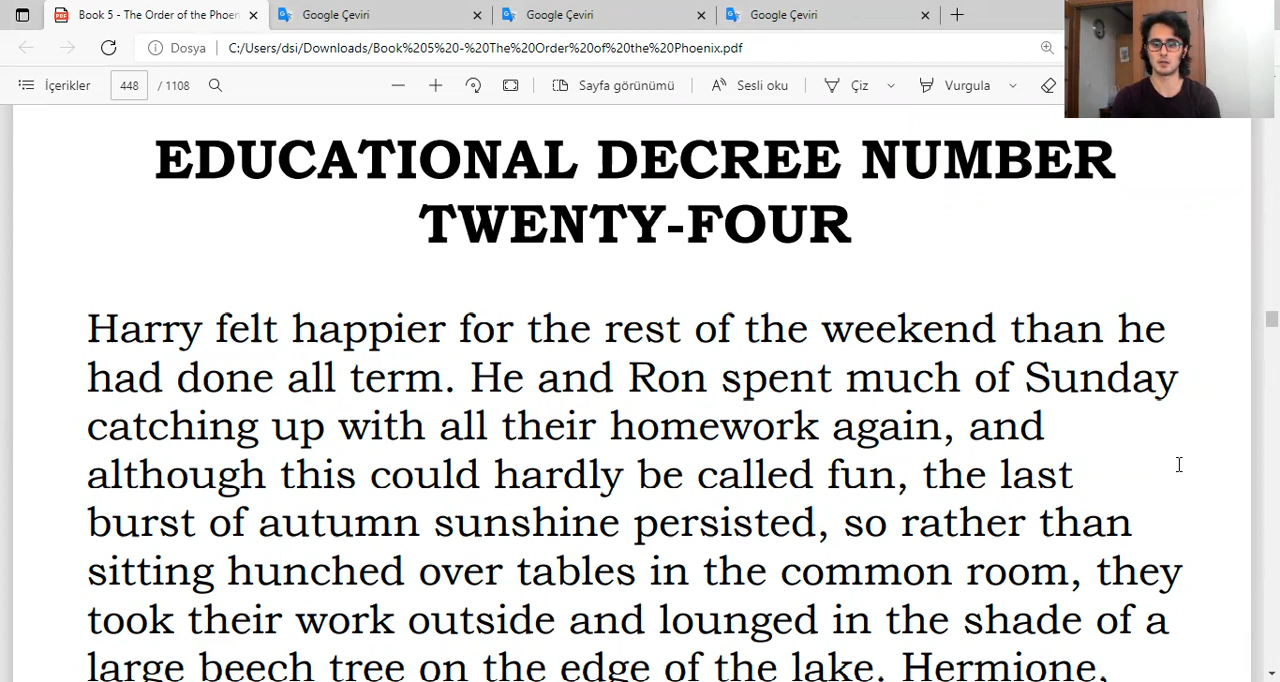 Book 5 - The Order of the Phoen
Google Çeviri
Google Çeviri
Google Çeviri
Dosya
C:/Users/dsi/Downloads/Book%205%20-%20The%20Order%20of%20the%20Phoenix.pdf
İçerikler
448
/ 1108
Sayfa görünümü
Sesli oku
Çiz
Vurgula
EDUCATIONAL DECREE NUMBER
TWENTY-FOUR
Harry felt happier for the rest of the weekend than he
had done all term. He and Ron spent much of Sunday
catching up with all their homework again, and
although this could hardly be called fun, the last
burst of autumn sunshine persisted, so rather than
sitting hunched over tables in the common room, they
took their work outside and lounged in the shade of a
large beech tree on the edge of the lake. Hermione,